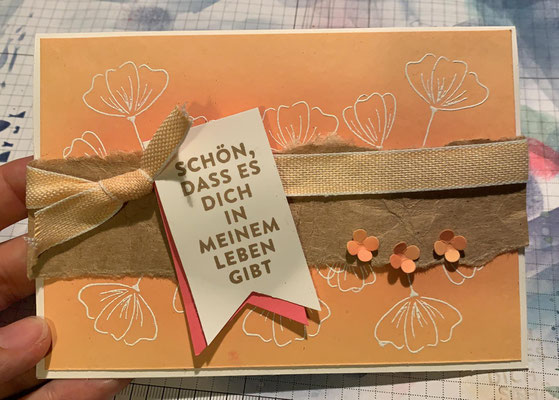 SCHÖN,
DASS ES
DICH
IN
MEINEM
LEBEN
GIBT